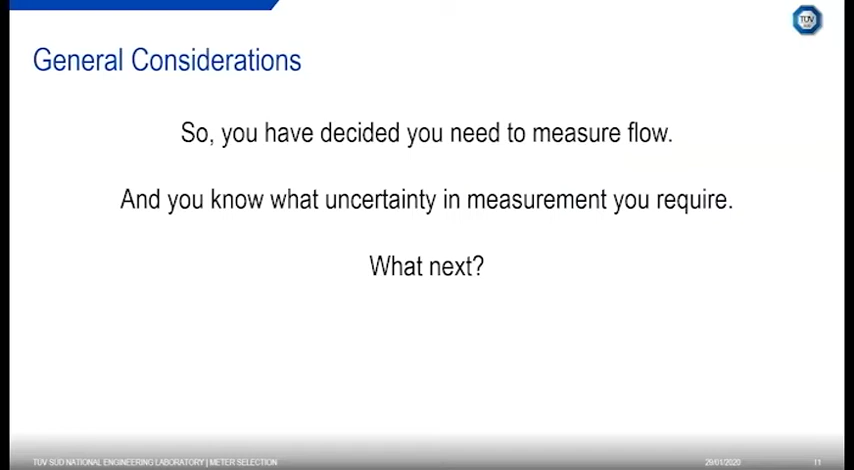 TÜV
General Considerations
So, you have decided you need to measure flow.
And you know what uncertainty in measurement you require.
What next?
TUV SUD NATIONAL ENGINEERING LABORATORY | METER SELECTION
29/01/2020
11